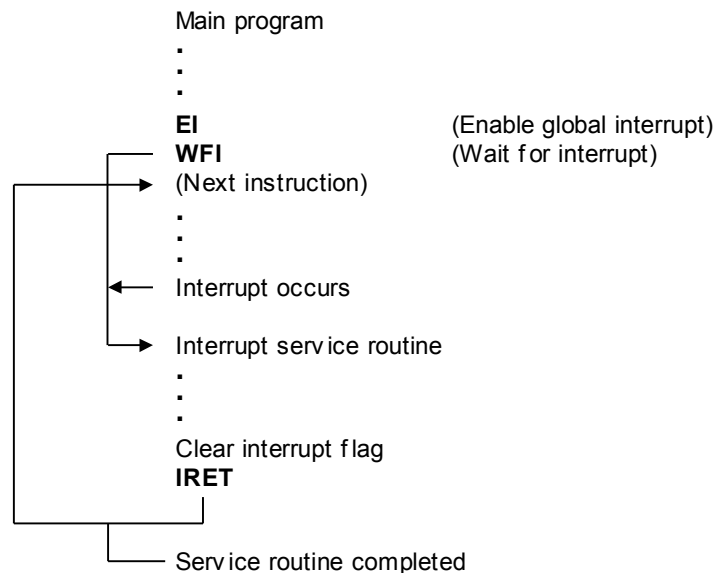 Main program
.
.
.
EI (Enable global interrupt)
WFI (Wait for interrupt)
(Next instruction)
.
.
.
Interrupt occurs
Interrupt service routine
.
.
.
Clear interrupt flag
IRET
Service routine completed